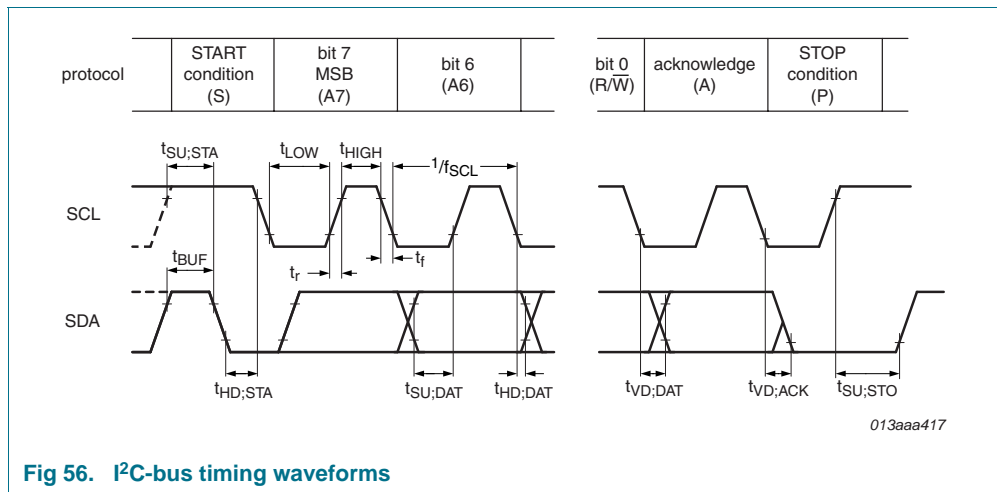 protocol
START
condition
(S)
bit 7
MSB
(A7)
bit 6
(A6)
bit 0
(R/W̅)
acknowledge
(A)
STOP
condition
(P)
tSU;STA
tLOW
tHIGH
1/fSCL
SCL
tBUF
tr
tf
SDA
tHD;STA
tSU;DAT
tHD;DAT
tVD;DAT
tVD;ACK
tSU;STO
013aaa417
Fig 56. I²C-bus timing waveforms